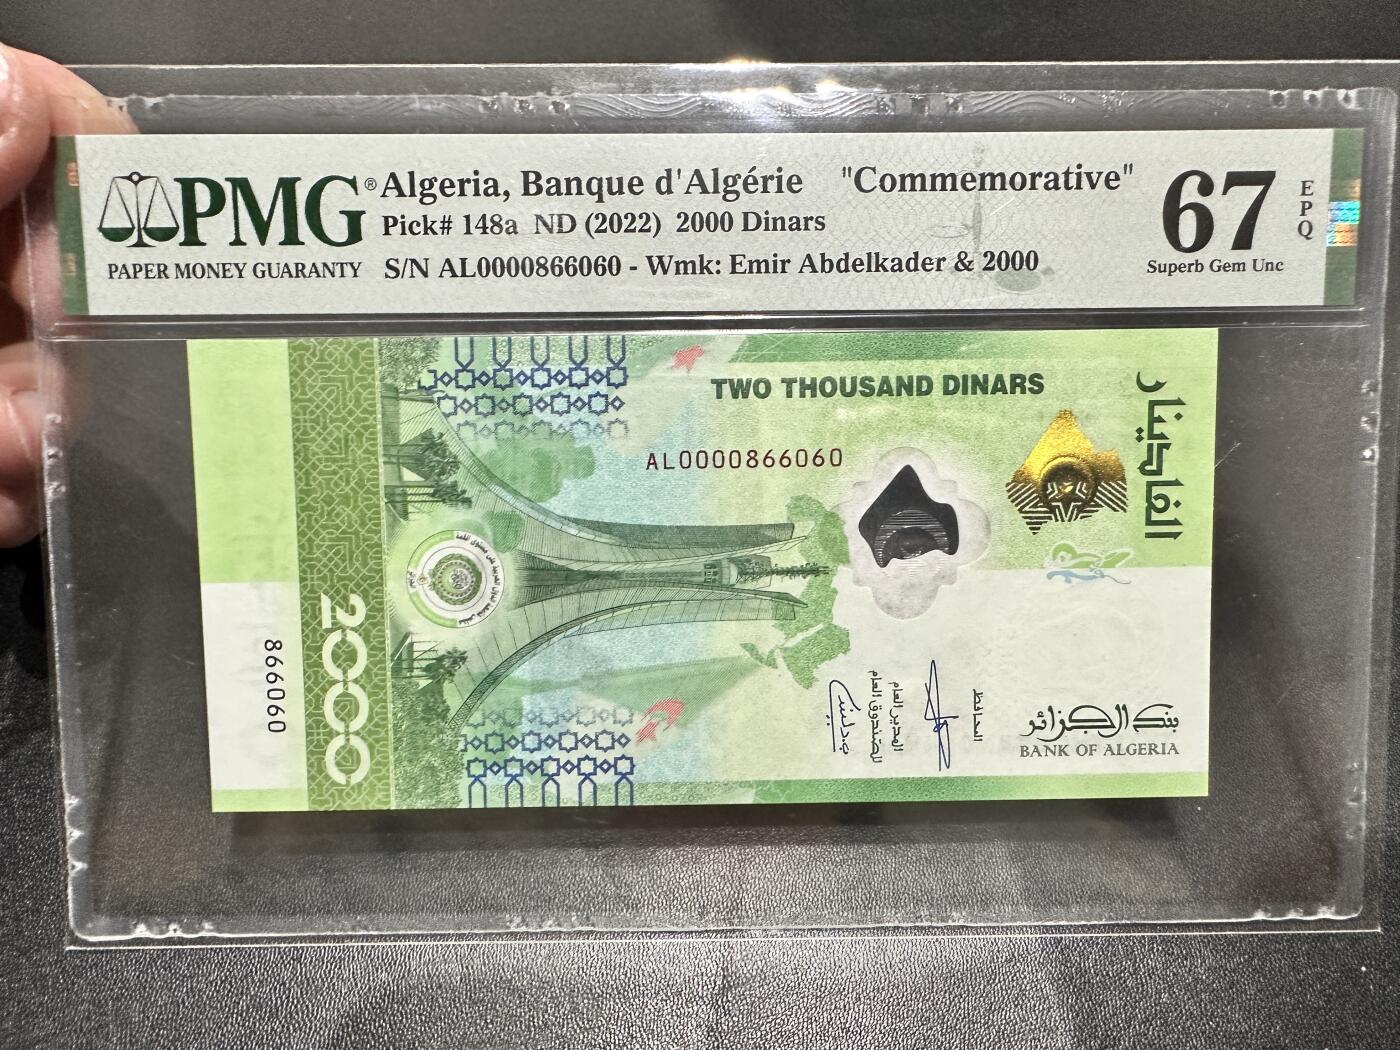 PMG® Algeria, Banque d'Algérie "Commemorative" 67 EPQ
Pick# 148a ND (2022) 2000 Dinars
PAPER MONEY GUARANTY S/N AL0000866060 - Wmk: Emir Abdelkader & 2000 Superb Gem Unc
TWO THOUSAND DINARS
ألفا دينار
AL0000866060
2000
866060
المحافظ
المدير العام
للصندوق العام
بنك الجزائر
BANK OF ALGERIA